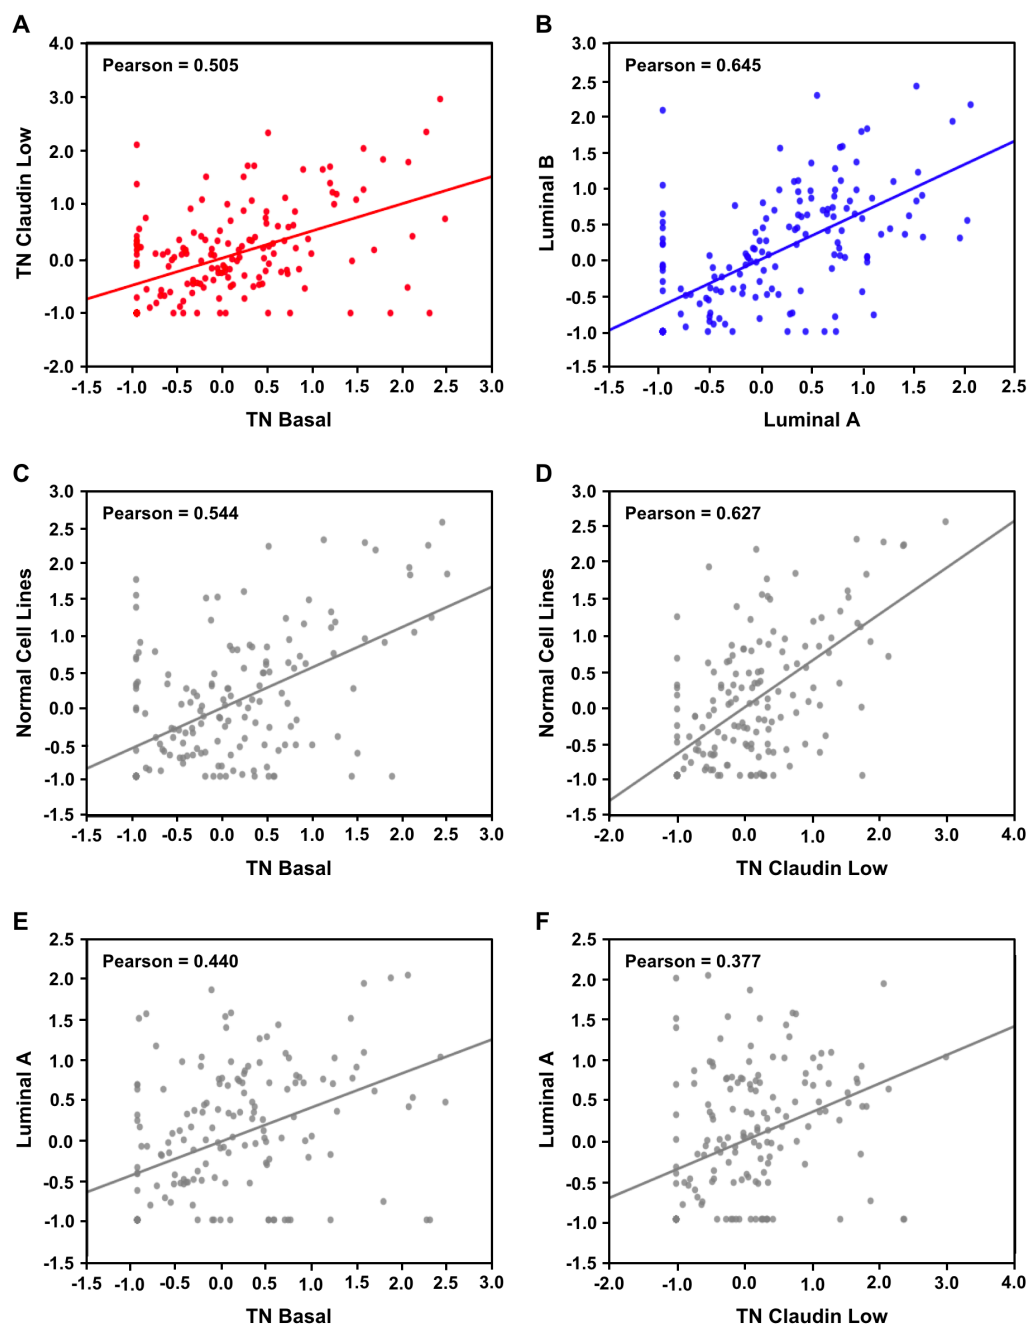 A
Pearson = 0.505
TN Claudin Low
4.0
3.0
2.0
1.0
0.0
-1.0
-2.0
-1.5 -1.0 -0.5 0.0 0.5 1.0 1.5 2.0 2.5 3.0
TN Basal
B
Pearson = 0.645
Luminal B
3.0
2.5
2.0
1.5
1.0
0.5
0.0
-0.5
-1.0
-1.5
-1.5 -1.0 -0.5 0.0 0.5 1.0 1.5 2.0 2.5
Luminal A
C
Pearson = 0.544
Normal Cell Lines
3.0
2.5
2.0
1.5
1.0
0.5
0.0
-0.5
-1.0
-1.5
-1.5 -1.0 -0.5 0.0 0.5 1.0 1.5 2.0 2.5 3.0
TN Basal
D
Pearson = 0.627
Normal Cell Lines
3.0
2.5
2.0
1.5
1.0
0.5
0.0
-0.5
-1.0
-1.5
-2.0 -1.0 0.0 1.0 2.0 3.0 4.0
TN Claudin Low
E
Pearson = 0.440
Luminal A
2.5
2.0
1.5
1.0
0.5
0.0
-0.5
-1.0
-1.5
-1.5 -1.0 -0.5 0.0 0.5 1.0 1.5 2.0 2.5 3.0
TN Basal
F
Pearson = 0.377
Luminal A
2.5
2.0
1.5
1.0
0.5
0.0
-0.5
-1.0
-1.5
-2.0 -1.0 0.0 1.0 2.0 3.0 4.0
TN Claudin Low